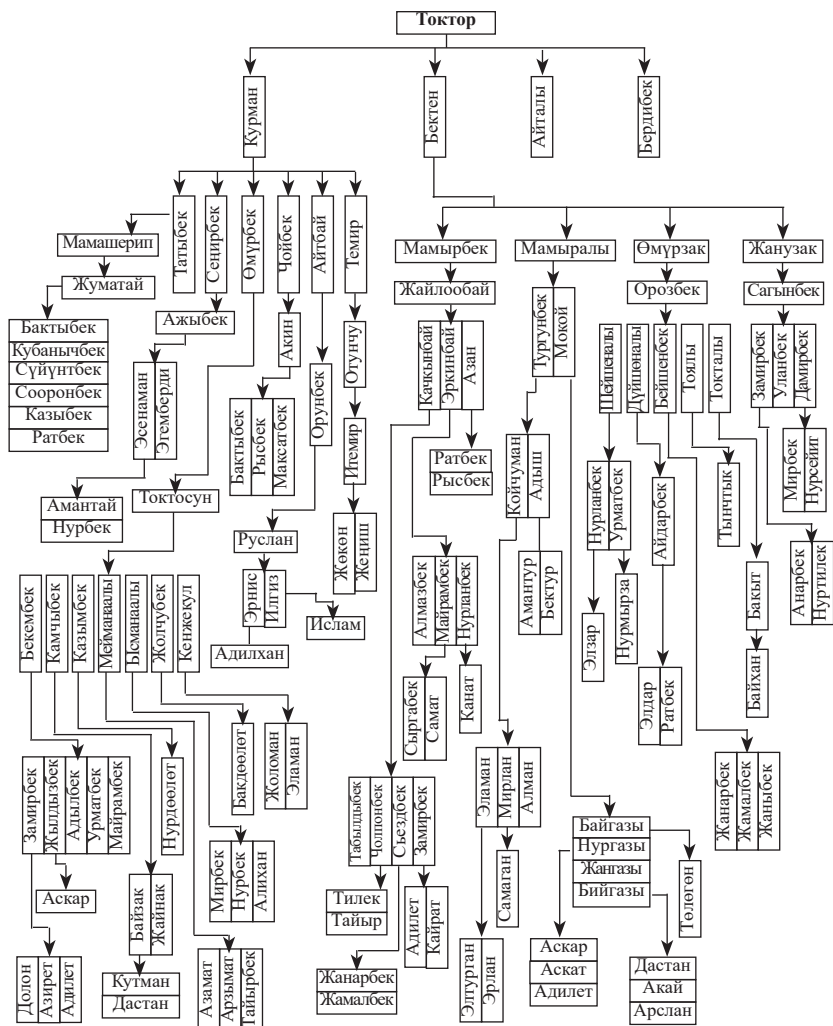 Токтор
Курман
Бектен
Айталы
Бердибек
Татыбек
Сеңирбек
Өмүрбек
Чойбек
Айтбай
Темир
Мамашерип
Жуматай
Бактыбек
Кубанычбек
Сүйүнтбек
Сооронбек
Казыбек
Ратбек
Ажыбек
Эсенаман
Эгемберди
Амантай
Нурбек
Токтосун
Акин
Бактыбек
Рысбек
Максатбек
Орунбек
Руслан
Эрнис
Илгиз
Адилхан
Ислам
Отунчу
Итемир
Жөкөн
Жеңиш
Бекембек
Камчыбек
Казымбек
Мейманаалы
Ысманаалы
Жолчубек
Кенжекул
Замирбек
Жылдызбек
Адылбек
Урматбек
Майрамбек
Аскар
Долон
Азирет
Адилет
Байзак
Жайнак
Кутман
Дастан
Нурдөөлөт
Азамат
Арзымат
Тайырбек
Мирбек
Нурбек
Алихан
Бакдөөлөт
Жоломан
Эламан
Мамырбек
Мамыралы
Өмүрзак
Жанузак
Жайлообай
Качкынбай
Эркинбай
Азан
Ратбек
Рысбек
Алмазбек
Майрамбек
Нурланбек
Сыргабек
Самат
Канат
Табылдыбек
Чолпонбек
Съездбек
Замирбек
Тилек
Тайыр
Жанарбек
Жамалбек
Адилет
Кайрат
Тургунбек
Мокой
Койчуман
Адыш
Амантур
Бектур
Эламан
Мирлан
Алман
Самаган
Элтурган
Эрлан
Байгазы
Нургазы
Жангазы
Бийгазы
Төлөгөн
Аскар
Аскат
Адилет
Дастан
Акай
Арслан
Орозбек
Шейшеналы
Дүйшөналы
Бейшенбек
Тоялы
Токталы
Нурланбек
Урматбек
Элзар
Нурмырза
Айдарбек
Элдар
Ратбек
Жанарбек
Жамалбек
Жаныбек
Тынчтык
Бакыт
Байхан
Сагынбек
Замирбек
Уланбек
Дамирбек
Мирбек
Нурсейит
Анарбек
Нуртилек